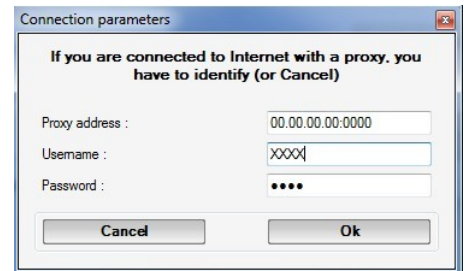 Connection parameters
x
If you are connected to Internet with a proxy, you
have to identify (or Cancel)
Proxy address : 00.00.00.00:0000
Username : XXXX
Password : ●●●●
Cancel Ok